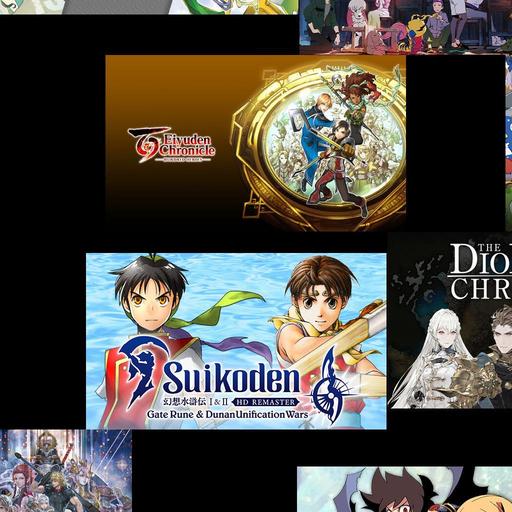 Eiyuden
Chronicle
HUNDRED HEROES
THE
CHR
Suikoden
幻想水滸伝 I&II HD REMASTER
Gate Rune & Dunan Unification Wars